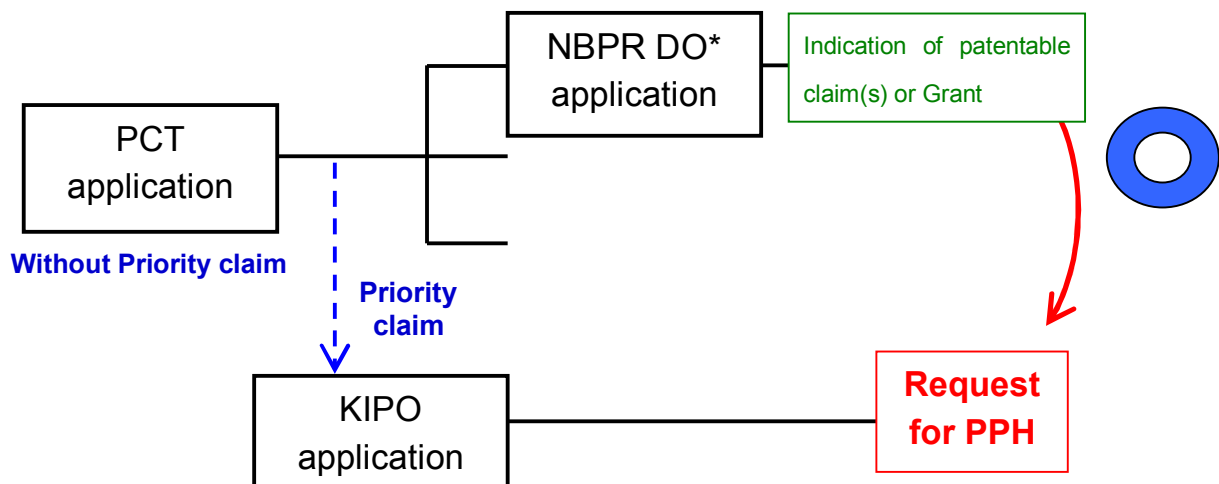 NBPR DO*
application
Indication of patentable
claim(s) or Grant
PCT
application
Without Priority claim
Priority
claim
KIPO
application
Request
for PPH